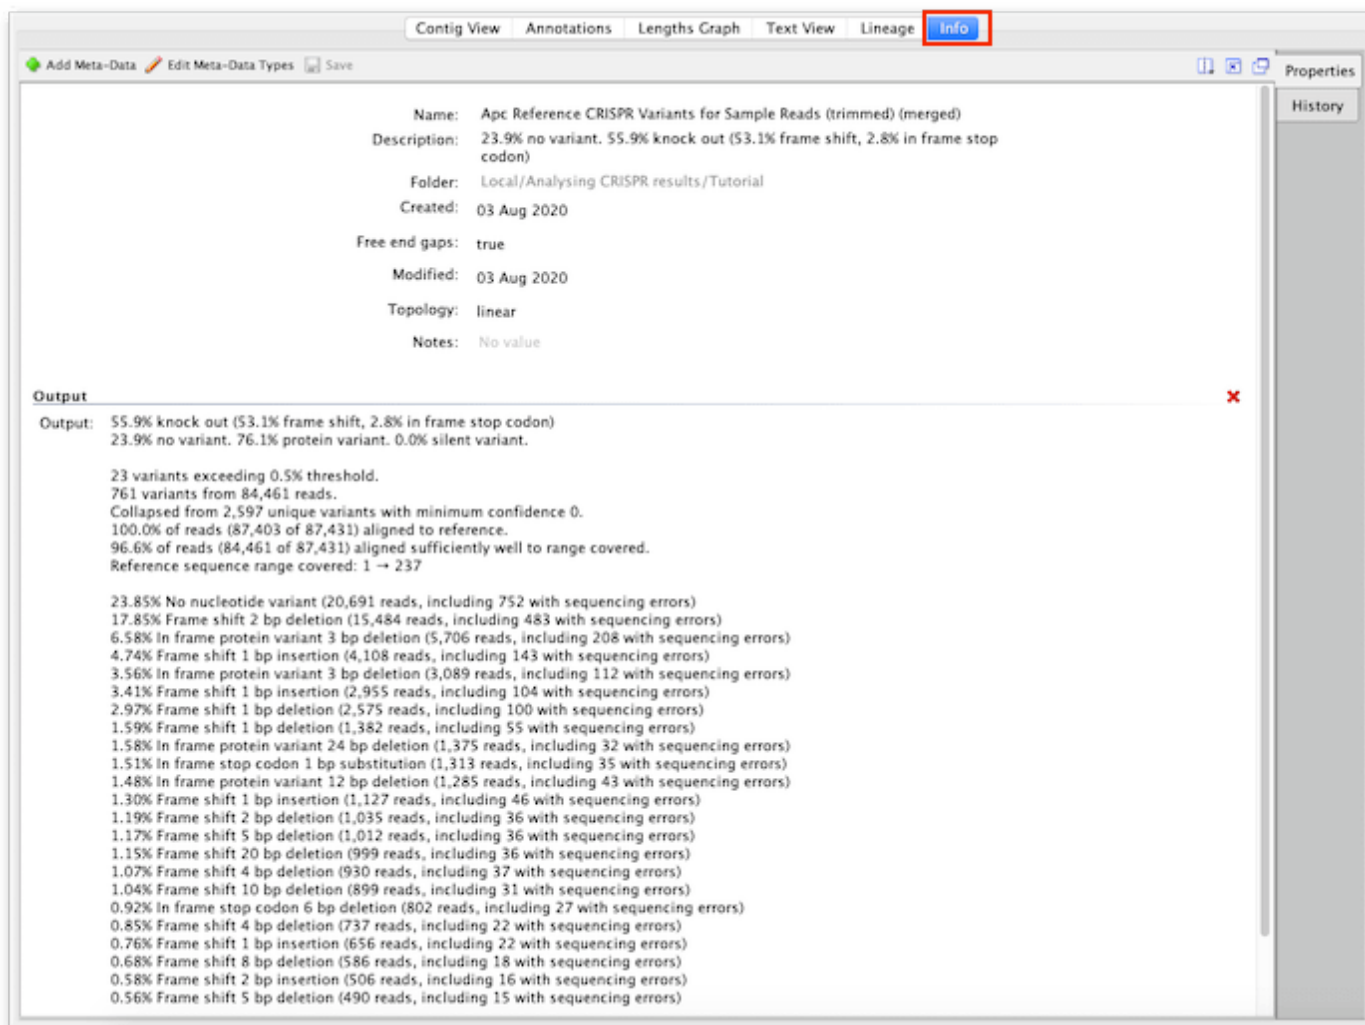 Contig View Annotations Lengths Graph Text View Lineage Info
Add Meta-Data Edit Meta-Data Types Save
Properties
History
Name: Apc Reference CRISPR Variants for Sample Reads (trimmed) (merged)
Description: 23.9% no variant. 55.9% knock out (53.1% frame shift, 2.8% in frame stop
codon)
Folder: Local/Analysing CRISPR results/Tutorial
Created: 03 Aug 2020
Free end gaps: true
Modified: 03 Aug 2020
Topology: linear
Notes: No value
Output
Output: 55.9% knock out (53.1% frame shift, 2.8% in frame stop codon)
23.9% no variant. 76.1% protein variant. 0.0% silent variant.
23 variants exceeding 0.5% threshold.
761 variants from 84,461 reads.
Collapsed from 2,597 unique variants with minimum confidence 0.
100.0% of reads (87,403 of 87,431) aligned to reference.
96.6% of reads (84,461 of 87,431) aligned sufficiently well to range covered.
Reference sequence range covered: 1 → 237
23.85% No nucleotide variant (20,691 reads, including 752 with sequencing errors)
17.85% Frame shift 2 bp deletion (15,484 reads, including 483 with sequencing errors)
6.58% In frame protein variant 3 bp deletion (5,706 reads, including 208 with sequencing errors)
4.74% Frame shift 1 bp insertion (4,108 reads, including 143 with sequencing errors)
3.56% In frame protein variant 3 bp deletion (3,089 reads, including 112 with sequencing errors)
3.41% Frame shift 1 bp insertion (2,955 reads, including 104 with sequencing errors)
2.97% Frame shift 1 bp deletion (2,575 reads, including 100 with sequencing errors)
1.59% Frame shift 1 bp deletion (1,382 reads, including 55 with sequencing errors)
1.58% In frame protein variant 24 bp deletion (1,375 reads, including 32 with sequencing errors)
1.51% In frame stop codon 1 bp substitution (1,313 reads, including 35 with sequencing errors)
1.48% In frame protein variant 12 bp deletion (1,285 reads, including 43 with sequencing errors)
1.30% Frame shift 1 bp insertion (1,127 reads, including 46 with sequencing errors)
1.19% Frame shift 2 bp deletion (1,035 reads, including 36 with sequencing errors)
1.17% Frame shift 5 bp deletion (1,012 reads, including 36 with sequencing errors)
1.15% Frame shift 20 bp deletion (999 reads, including 36 with sequencing errors)
1.07% Frame shift 4 bp deletion (930 reads, including 37 with sequencing errors)
1.04% Frame shift 10 bp deletion (899 reads, including 31 with sequencing errors)
0.92% In frame stop codon 6 bp deletion (802 reads, including 27 with sequencing errors)
0.85% Frame shift 4 bp deletion (737 reads, including 22 with sequencing errors)
0.76% Frame shift 1 bp insertion (656 reads, including 22 with sequencing errors)
0.68% Frame shift 8 bp deletion (586 reads, including 18 with sequencing errors)
0.58% Frame shift 2 bp insertion (506 reads, including 16 with sequencing errors)
0.56% Frame shift 5 bp deletion (490 reads, including 15 with sequencing errors)